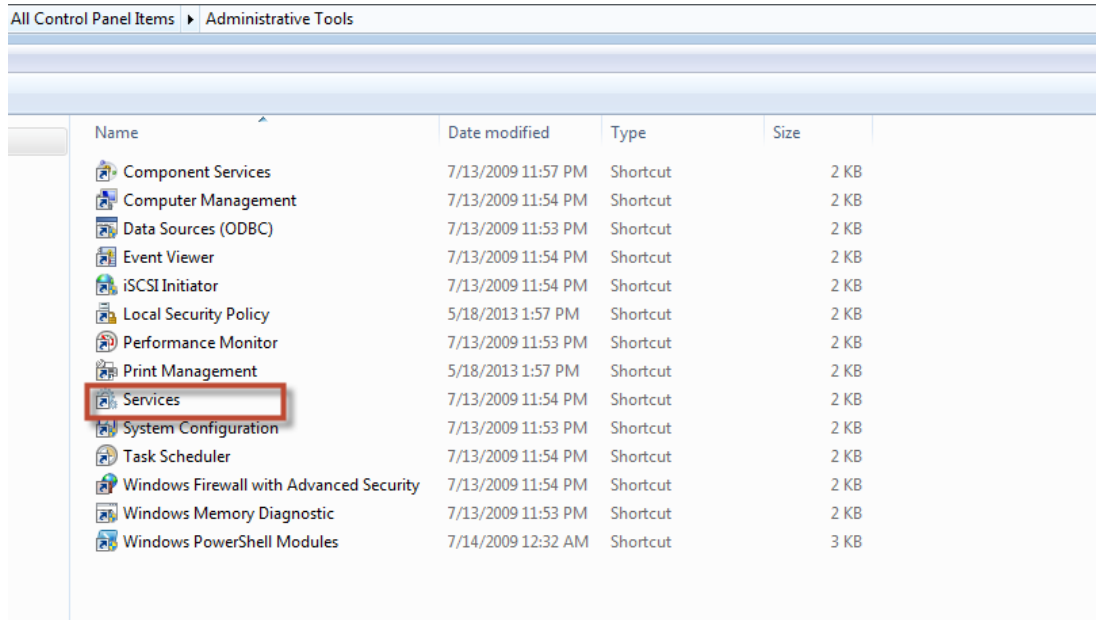 All Control Panel Items ▸ Administrative Tools
Name Date modified Type Size
Component Services 7/13/2009 11:57 PM Shortcut 2 KB
Computer Management 7/13/2009 11:54 PM Shortcut 2 KB
Data Sources (ODBC) 7/13/2009 11:53 PM Shortcut 2 KB
Event Viewer 7/13/2009 11:54 PM Shortcut 2 KB
iSCSI Initiator 7/13/2009 11:54 PM Shortcut 2 KB
Local Security Policy 5/18/2013 1:57 PM Shortcut 2 KB
Performance Monitor 7/13/2009 11:53 PM Shortcut 2 KB
Print Management 5/18/2013 1:57 PM Shortcut 2 KB
Services 7/13/2009 11:54 PM Shortcut 2 KB
System Configuration 7/13/2009 11:53 PM Shortcut 2 KB
Task Scheduler 7/13/2009 11:54 PM Shortcut 2 KB
Windows Firewall with Advanced Security 7/13/2009 11:54 PM Shortcut 2 KB
Windows Memory Diagnostic 7/13/2009 11:53 PM Shortcut 2 KB
Windows PowerShell Modules 7/14/2009 12:32 AM Shortcut 3 KB